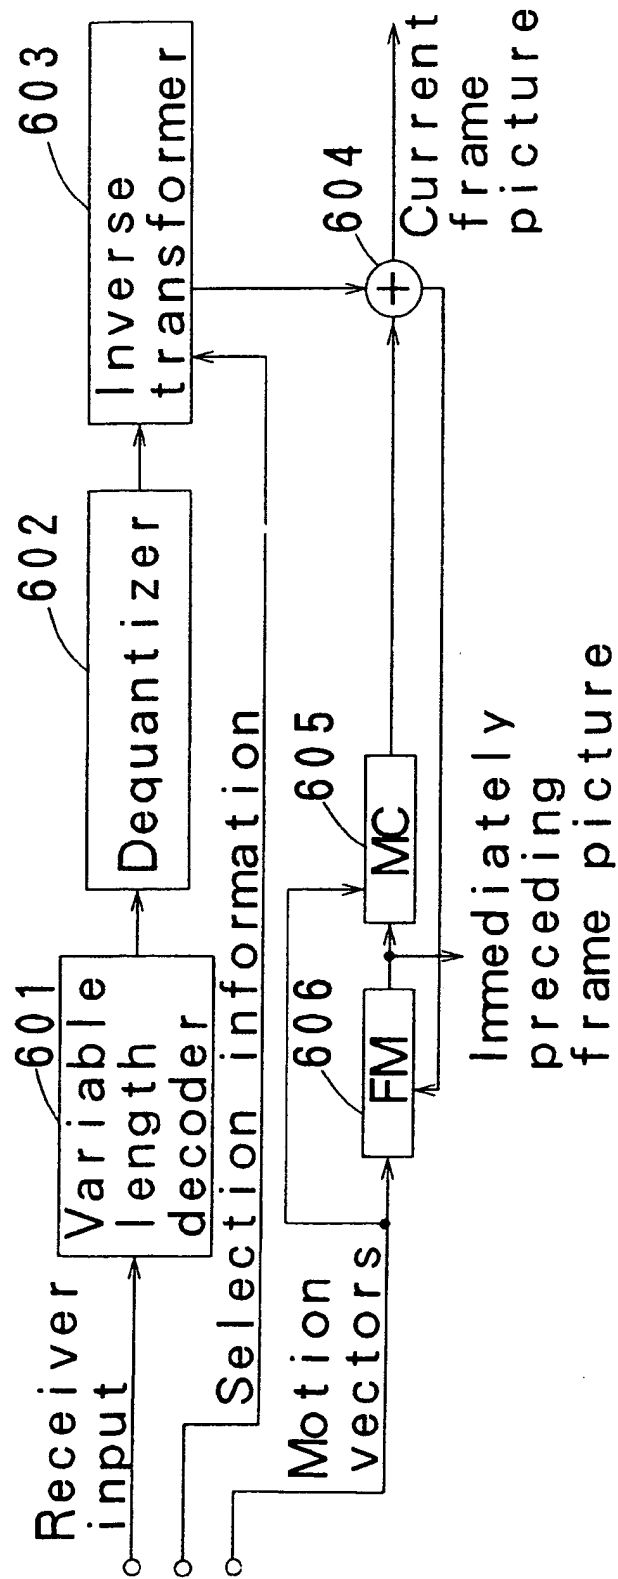 Receiver
input
601
Variable
length
decoder
602
Dequantizer
603
Inverse
transformer
Selection information
Motion
vectors
606
FM
605
MC
604
+
Immediately
preceding
frame picture
Current
frame
picture